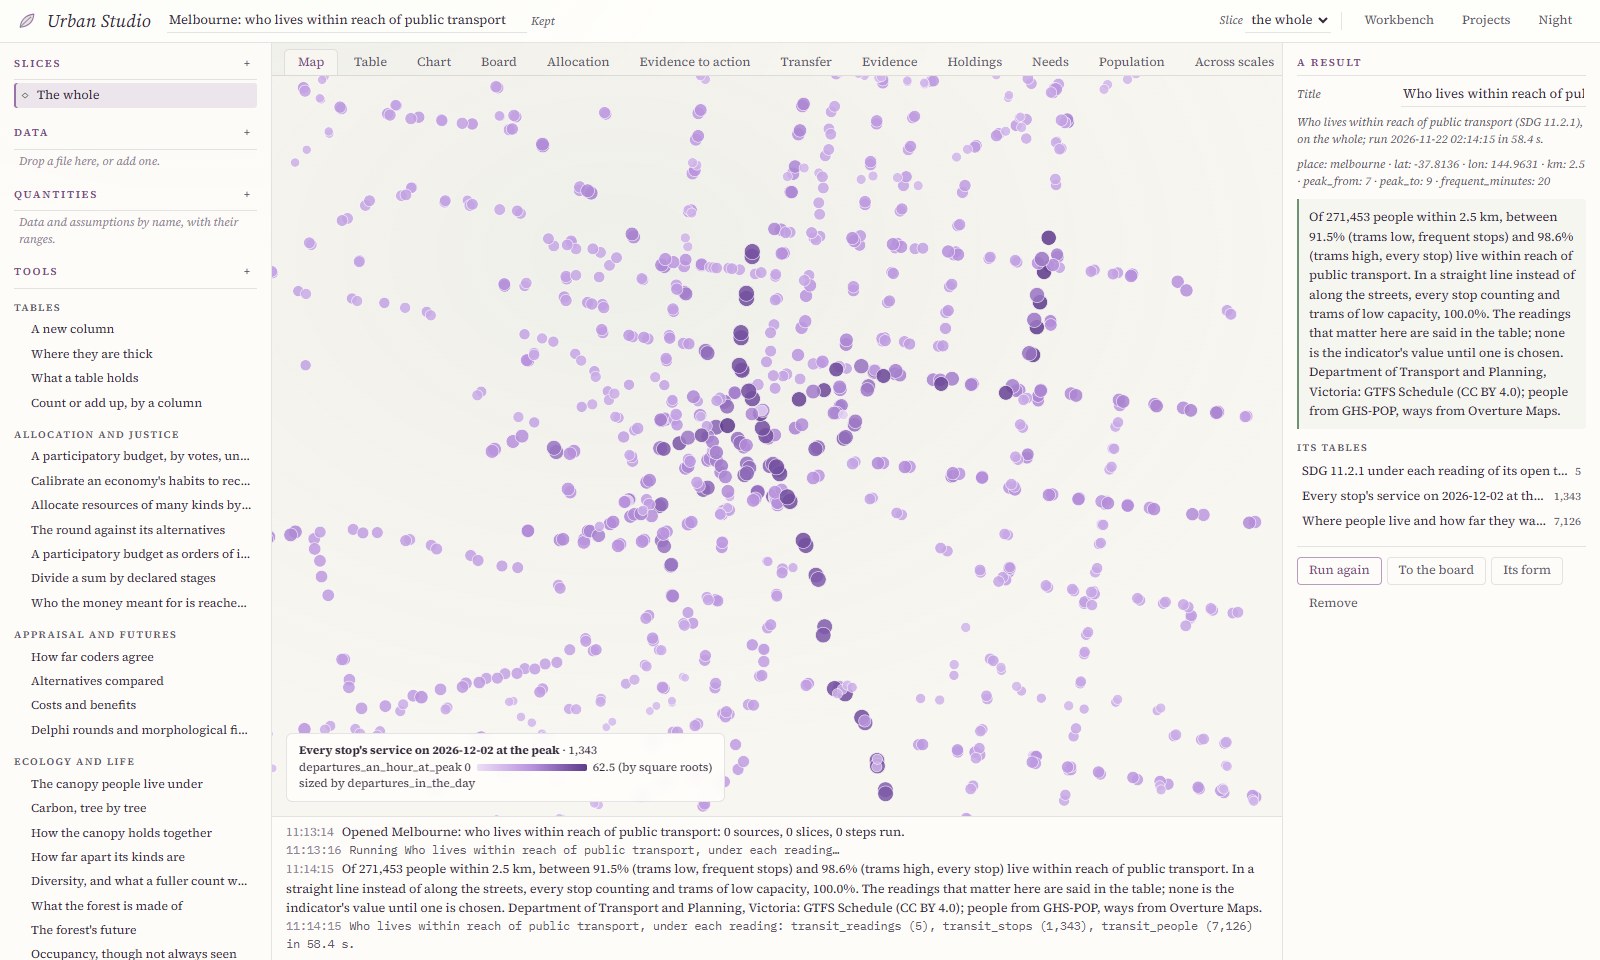 Urban Studio
Melbourne: who lives within reach of public transport
Kept
Slice the whole
Workbench
Projects
Night
SLICES +
The whole
DATA +
Drop a file here, or add one.
QUANTITIES +
Data and assumptions by name, with their
ranges.
TOOLS +
TABLES
A new column
Where they are thick
What a table holds
Count or add up, by a column
ALLOCATION AND JUSTICE
A participatory budget, by votes, un...
Calibrate an economy's habits to rec...
Allocate resources of many kinds by...
The round against its alternatives
A participatory budget as orders of i...
Divide a sum by declared stages
Who the money meant for is reache...
APPRAISAL AND FUTURES
How far coders agree
Alternatives compared
Costs and benefits
Delphi rounds and morphological fi...
ECOLOGY AND LIFE
The canopy people live under
Carbon, tree by tree
How the canopy holds together
How far apart its kinds are
Diversity, and what a fuller count w...
What the forest is made of
The forest's future
Occupancy, though not always seen
Map
Table
Chart
Board
Allocation
Evidence to action
Transfer
Evidence
Holdings
Needs
Population
Across scales
Every stop's service on 2026-12-02 at the peak · 1,343
departures_an_hour_at_peak 0 62.5 (by square roots)
sized by departures_in_the_day
11:13:14 Opened Melbourne: who lives within reach of public transport: 0 sources, 0 slices, 0 steps run.
11:13:16 Running Who lives within reach of public transport, under each reading…
11:14:15 Of 271,453 people within 2.5 km, between 91.5% (trams low, frequent stops) and 98.6% (trams high, every stop) live within reach of public transport. In a
straight line instead of along the streets, every stop counting and trams of low capacity, 100.0%. The readings that matter here are said in the table; none is the
indicator's value until one is chosen. Department of Transport and Planning, Victoria: GTFS Schedule (CC BY 4.0); people from GHS-POP, ways from Overture Maps.
11:14:15 Who lives within reach of public transport, under each reading: transit_readings (5), transit_stops (1,343), transit_people (7,126)
in 58.4 s.
A RESULT
Title Who lives within reach of pul
Who lives within reach of public transport (SDG 11.2.1),
on the whole; run 2026-11-22 02:14:15 in 58.4 s.
place: melbourne · lat: -37.8136 · lon: 144.9631 · km: 2.5
· peak_from: 7 · peak_to: 9 · frequent_minutes: 20
Of 271,453 people within 2.5 km, between
91.5% (trams low, frequent stops) and 98.6%
(trams high, every stop) live within reach of
public transport. In a straight line instead of
along the streets, every stop counting and
trams of low capacity, 100.0%. The readings
that matter here are said in the table; none
is the indicator's value until one is chosen.
Department of Transport and Planning,
Victoria: GTFS Schedule (CC BY 4.0); people
from GHS-POP, ways from Overture Maps.
ITS TABLES
SDG 11.2.1 under each reading of its open t... 5
Every stop's service on 2026-12-02 at th... 1,343
Where people live and how far they wa... 7,126
Run again
To the board
Its form
Remove